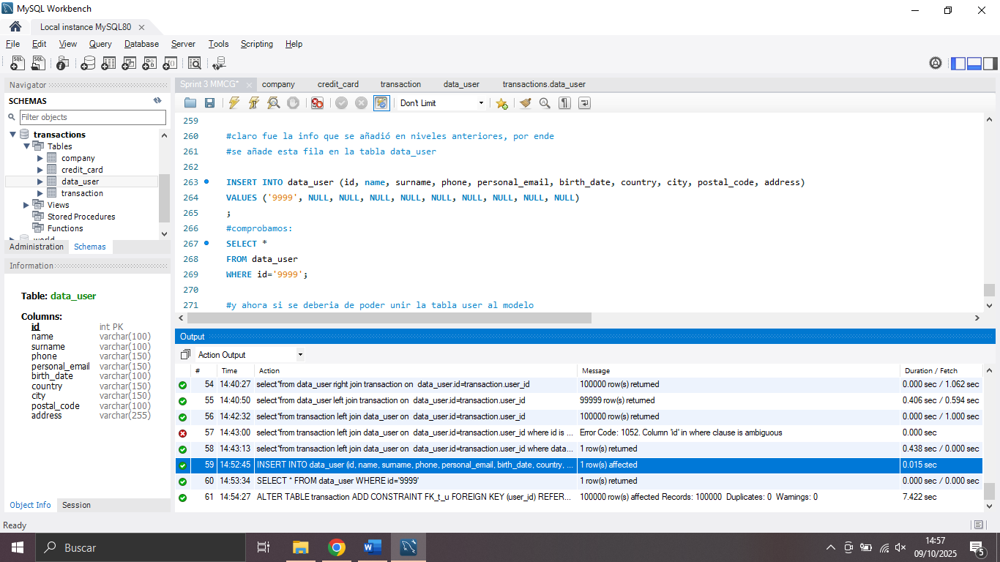 MySQL Workbench
Local instance MySQL80
File Edit View Query Database Server Tools Scripting Help
Navigator
SCHEMAS
Filter objects
transactions
Tables
company
credit_card
data_user
transaction
Views
Stored Procedures
Functions
Administration Schemas
Information
Table: data_user
Columns:
id int PK
name varchar(100)
surname varchar(100)
phone varchar(150)
personal_email varchar(150)
birth_date varchar(100)
country varchar(150)
city varchar(150)
postal_code varchar(100)
address varchar(255)
Object Info Session
Sprint 3 MMCG* company credit_card transaction data_user transactions.data_user
Don't Limit
259
260 #claro fue la info que se añadió en niveles anteriores, por ende
261 #se añade esta fila en la tabla data_user
262
263 INSERT INTO data_user (id, name, surname, phone, personal_email, birth_date, country, city, postal_code, address)
264 VALUES ('9999', NULL, NULL, NULL, NULL, NULL, NULL, NULL, NULL, NULL)
265 ;
266 #comprobamos:
267 SELECT *
268 FROM data_user
269 WHERE id='9999';
270
271 #y ahora si se deberia de poder unir la tabla user al modelo
Output
Action Output
# Time Action Message Duration / Fetch
54 14:40:27 select*from data_user right join transaction on data_user.id=transaction.user_id 100000 row(s) returned 0.000 sec / 1.062 sec
55 14:40:50 select*from data_user left join transaction on data_user.id=transaction.user_id 99999 row(s) returned 0.406 sec / 0.594 sec
56 14:42:32 select*from transaction left join data_user on data_user.id=transaction.user_id 100000 row(s) returned 0.000 sec / 1.000 sec
57 14:43:00 select*from transaction left join data_user on data_user.id=transaction.user_id where id is ... Error Code: 1052. Column 'id' in where clause is ambiguous 0.000 sec
58 14:43:13 select*from transaction left join data_user on data_user.id=transaction.user_id where data... 1 row(s) returned 0.438 sec / 0.000 sec
59 14:52:45 INSERT INTO data_user (id, name, surname, phone, personal_email, birth_date, country, ... 1 row(s) affected 0.015 sec
60 14:53:34 SELECT * FROM data_user WHERE id='9999' 1 row(s) returned 0.000 sec / 0.000 sec
61 14:54:27 ALTER TABLE transaction ADD CONSTRAINT FK_t_u FOREIGN KEY (user_id) REFER... 100000 row(s) affected Records: 100000 Duplicates: 0 Warnings: 0 7.422 sec
Ready
Buscar
14:57
09/10/2025
5